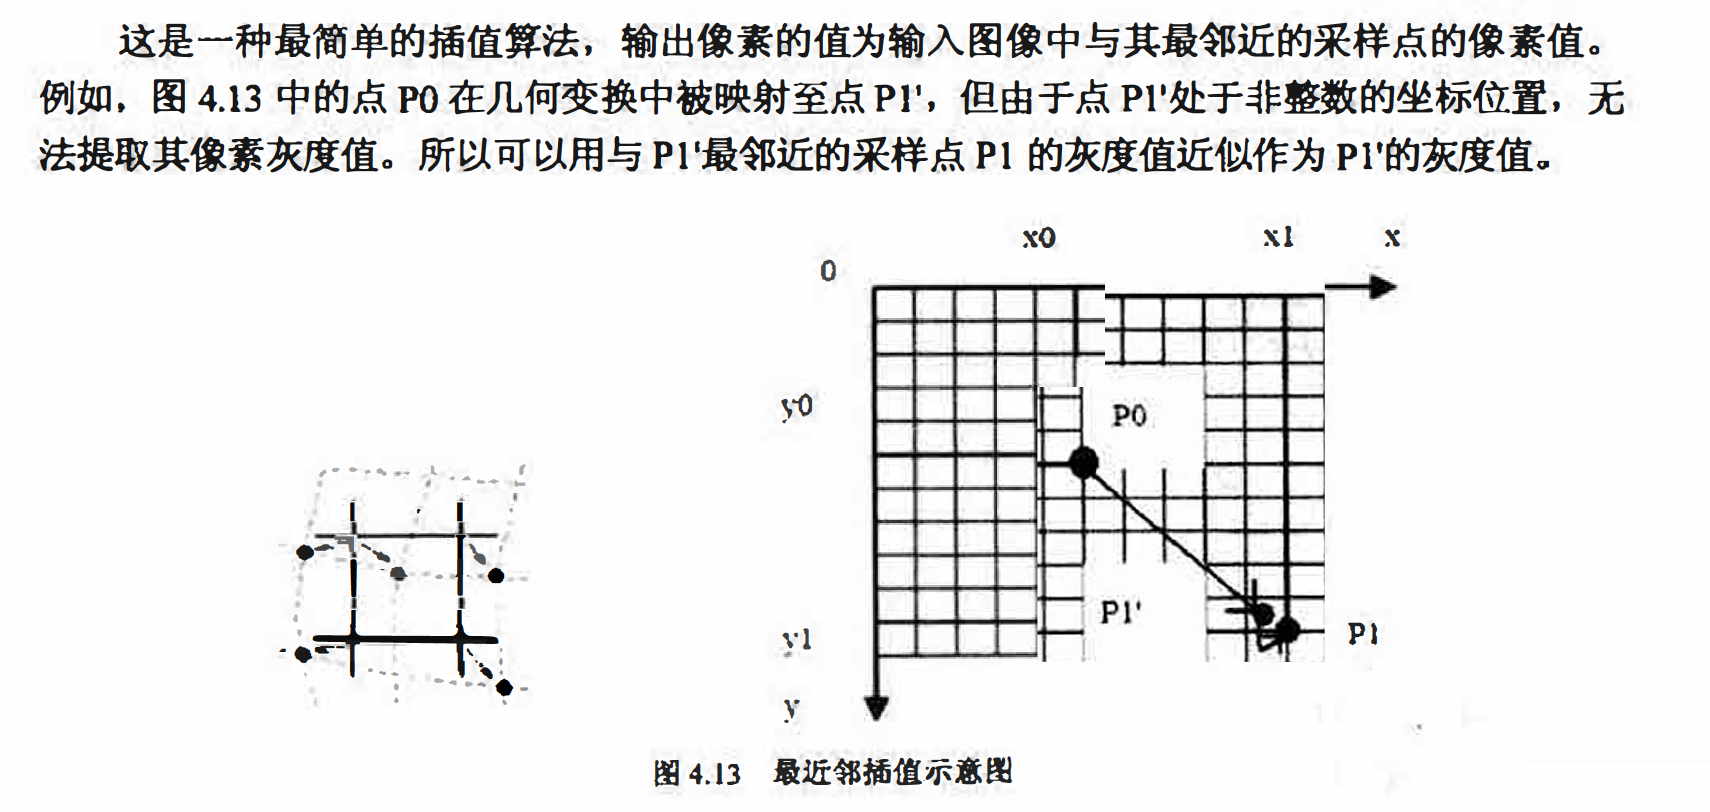 这是一种最简单的插值算法，输出像素的值为输入图像中与其最邻近的采样点的像素值。
例如，图 4.13 中的点 P0 在几何变换中被映射至点 P1'，但由于点 P1'处于非整数的坐标位置，无
法提取其像素灰度值。所以可以用与 P1'最邻近的采样点 P1 的灰度值近似作为 P1'的灰度值。
x0 x1 x
0
y0
P0
P1'
y1
P1
y
图 4.13 最近邻插值示意图